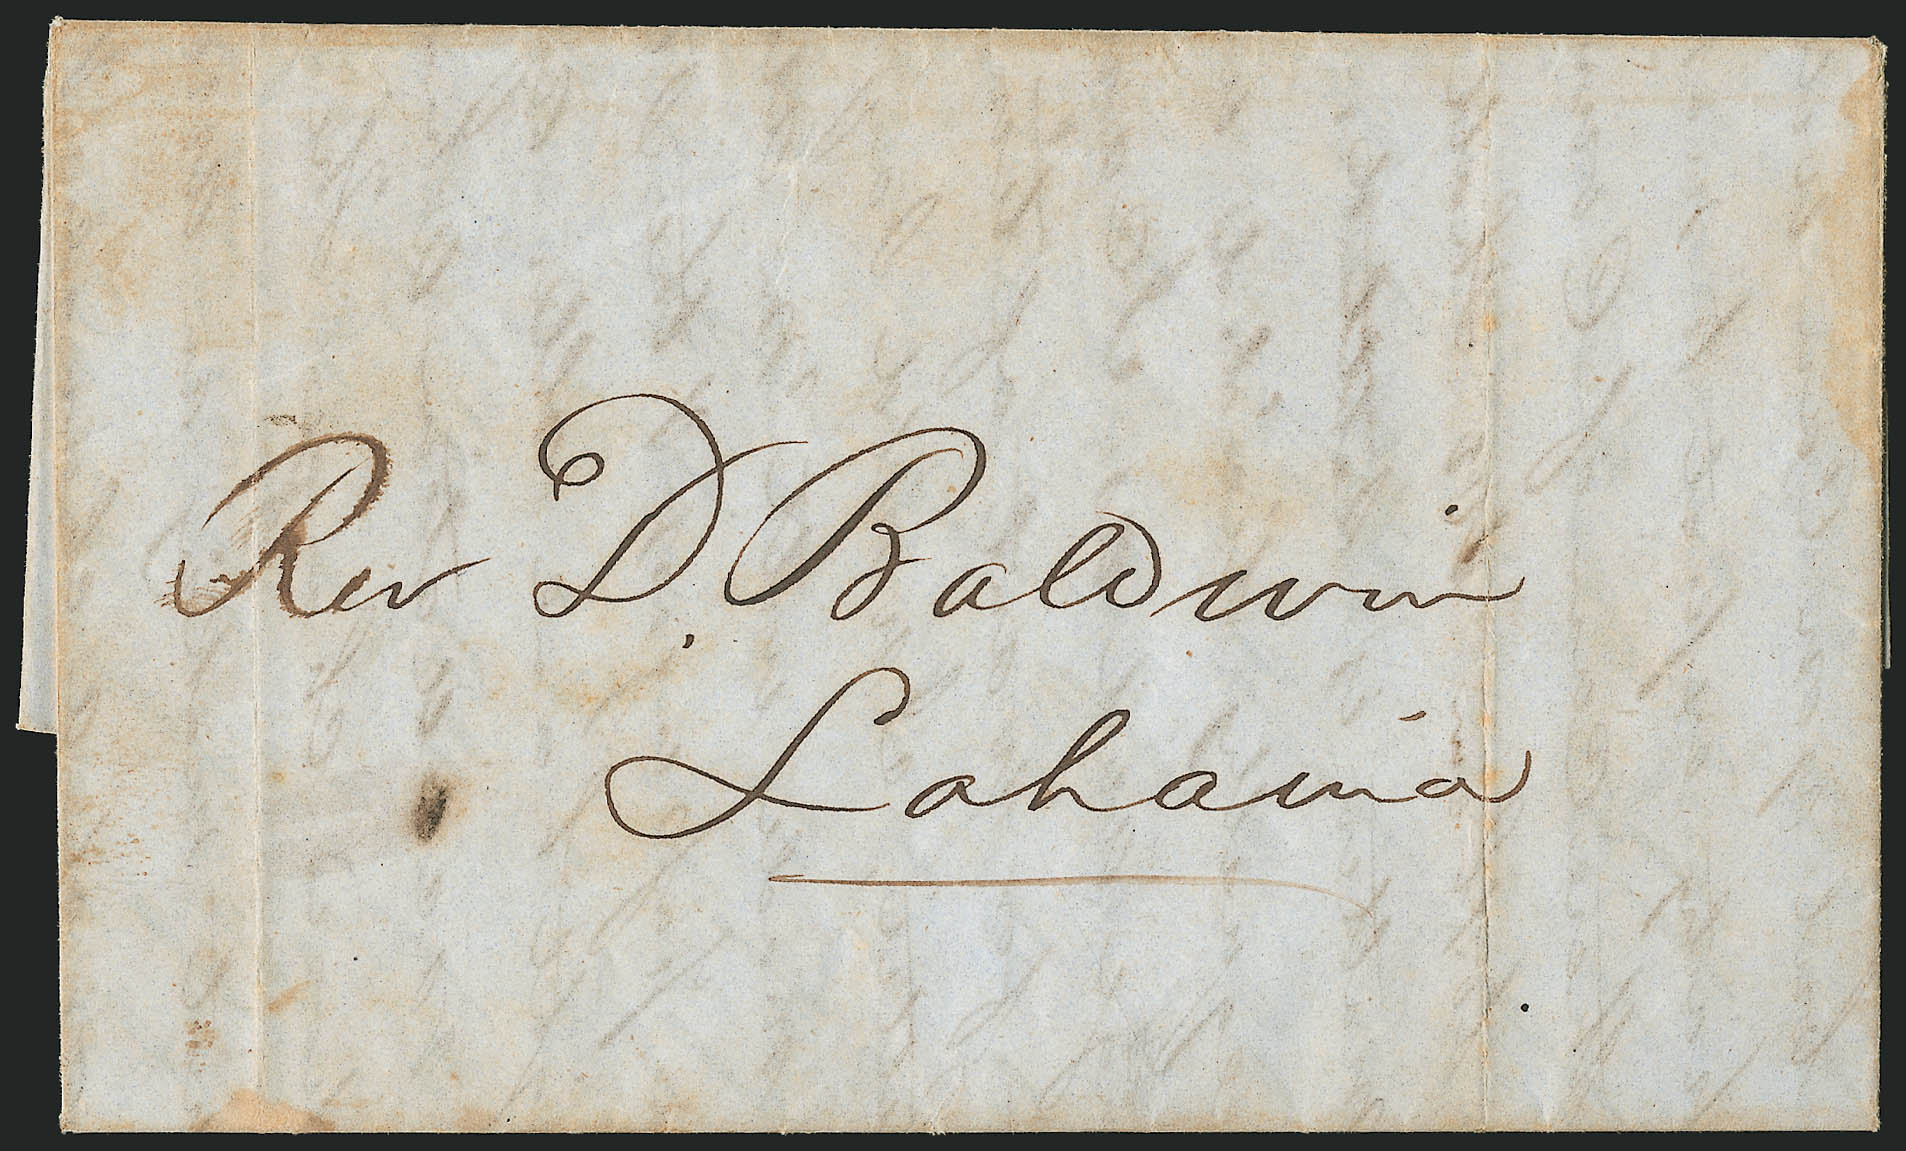 Rev D. Baldwin
Lahaina